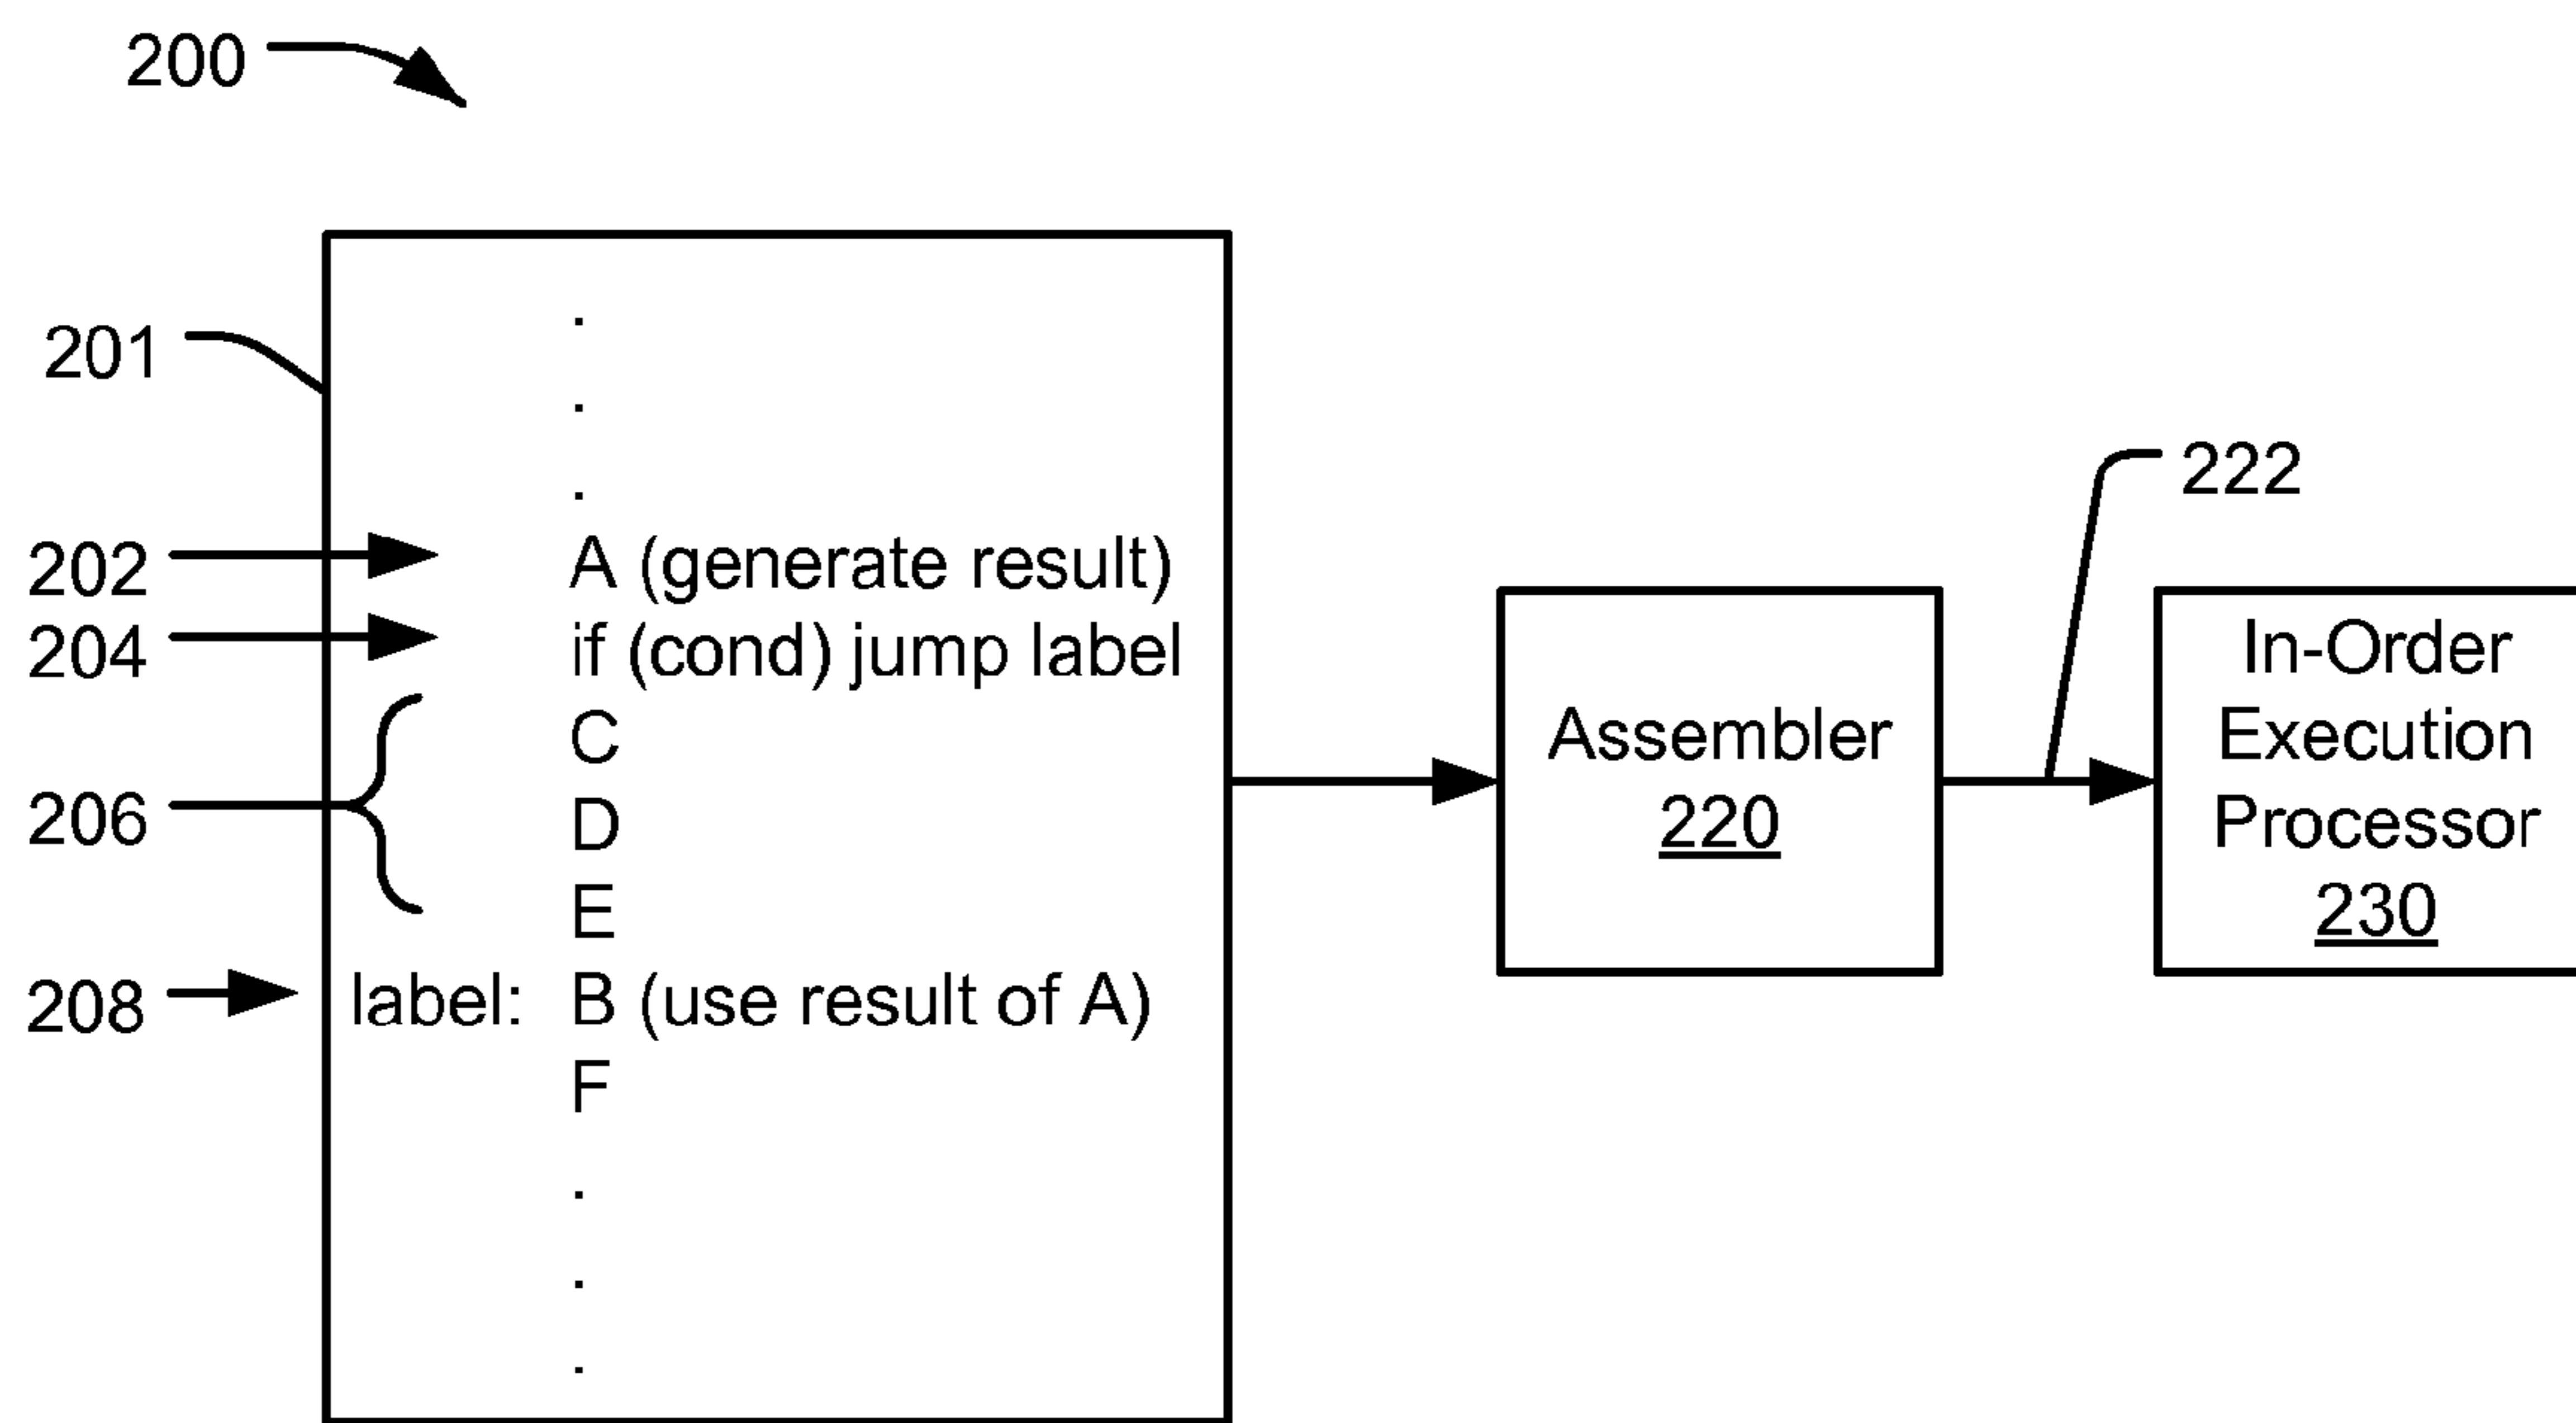 200
201
.
.
.
202 A (generate result)
204 if (cond) jump label
C
206 D
E
208 label: B (use result of A)
F
.
.
.
Assembler
220
222
In-Order
Execution
Processor
230